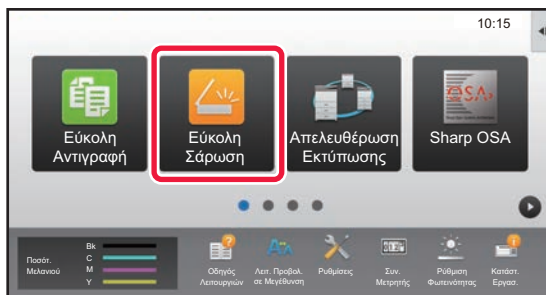 10:15
Εύκολη
Αντιγραφή
Εύκολη
Σάρωση
Απελευθέρωση
Εκτύπωσης
Sharp OSA
Ποσότ.
Μελανιού
Bk
C
M
Y
Οδηγός
Λειτουργιών
Λειτ. Προβολ.
σε Μεγέθυνση
Ρυθμίσεις
Συν.
Μετρητής
Ρύθμιση
Φωτεινότητας
Κατάστ.
Εργασ.